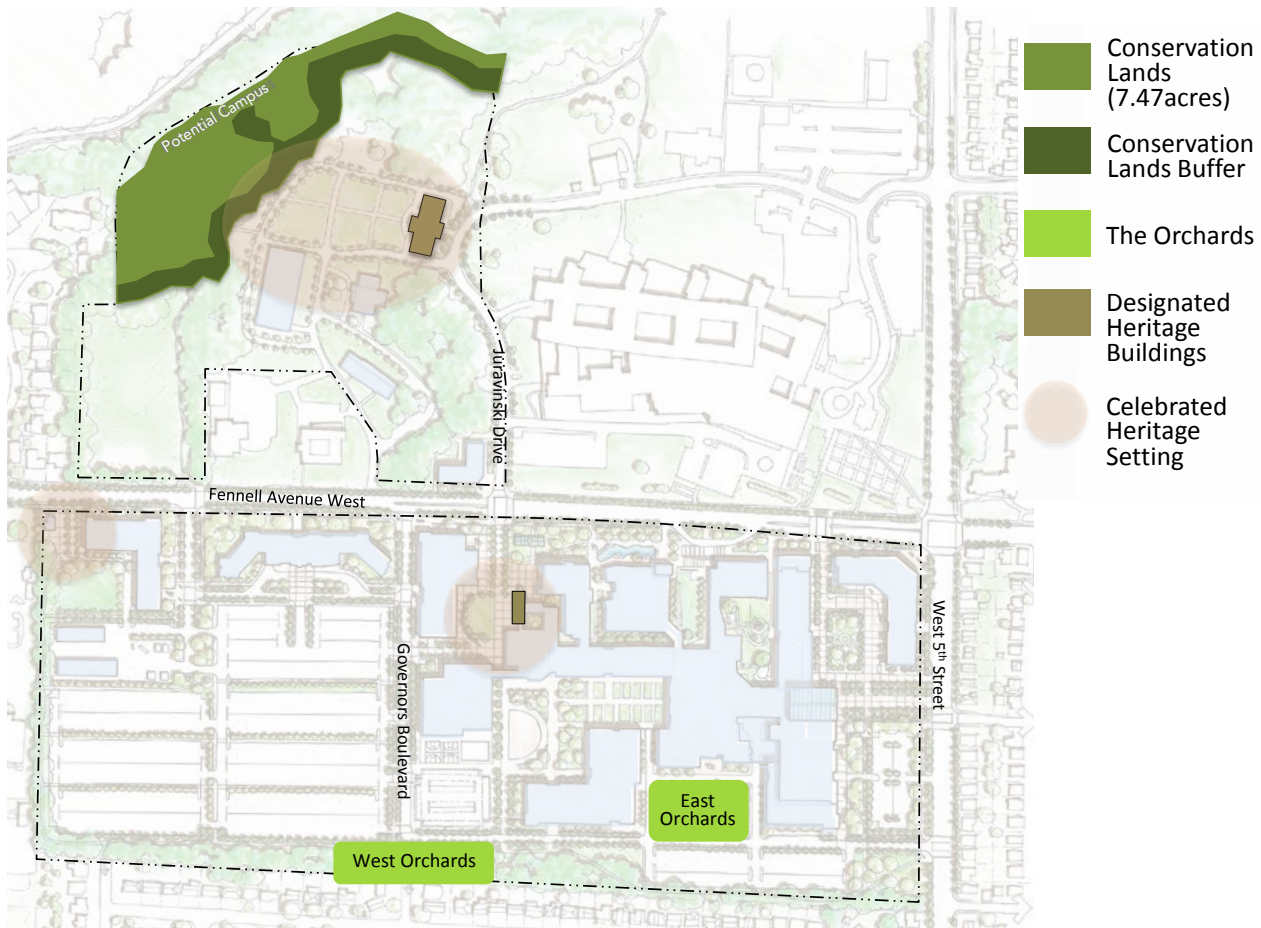 Potential Campus
Juravinski Drive
Fennell Avenue West
Governors Boulevard
West 5th Street
East
Orchards
West Orchards
Conservation
Lands
(7.47acres)
Conservation
Lands Buffer
The Orchards
Designated
Heritage
Buildings
Celebrated
Heritage
Setting